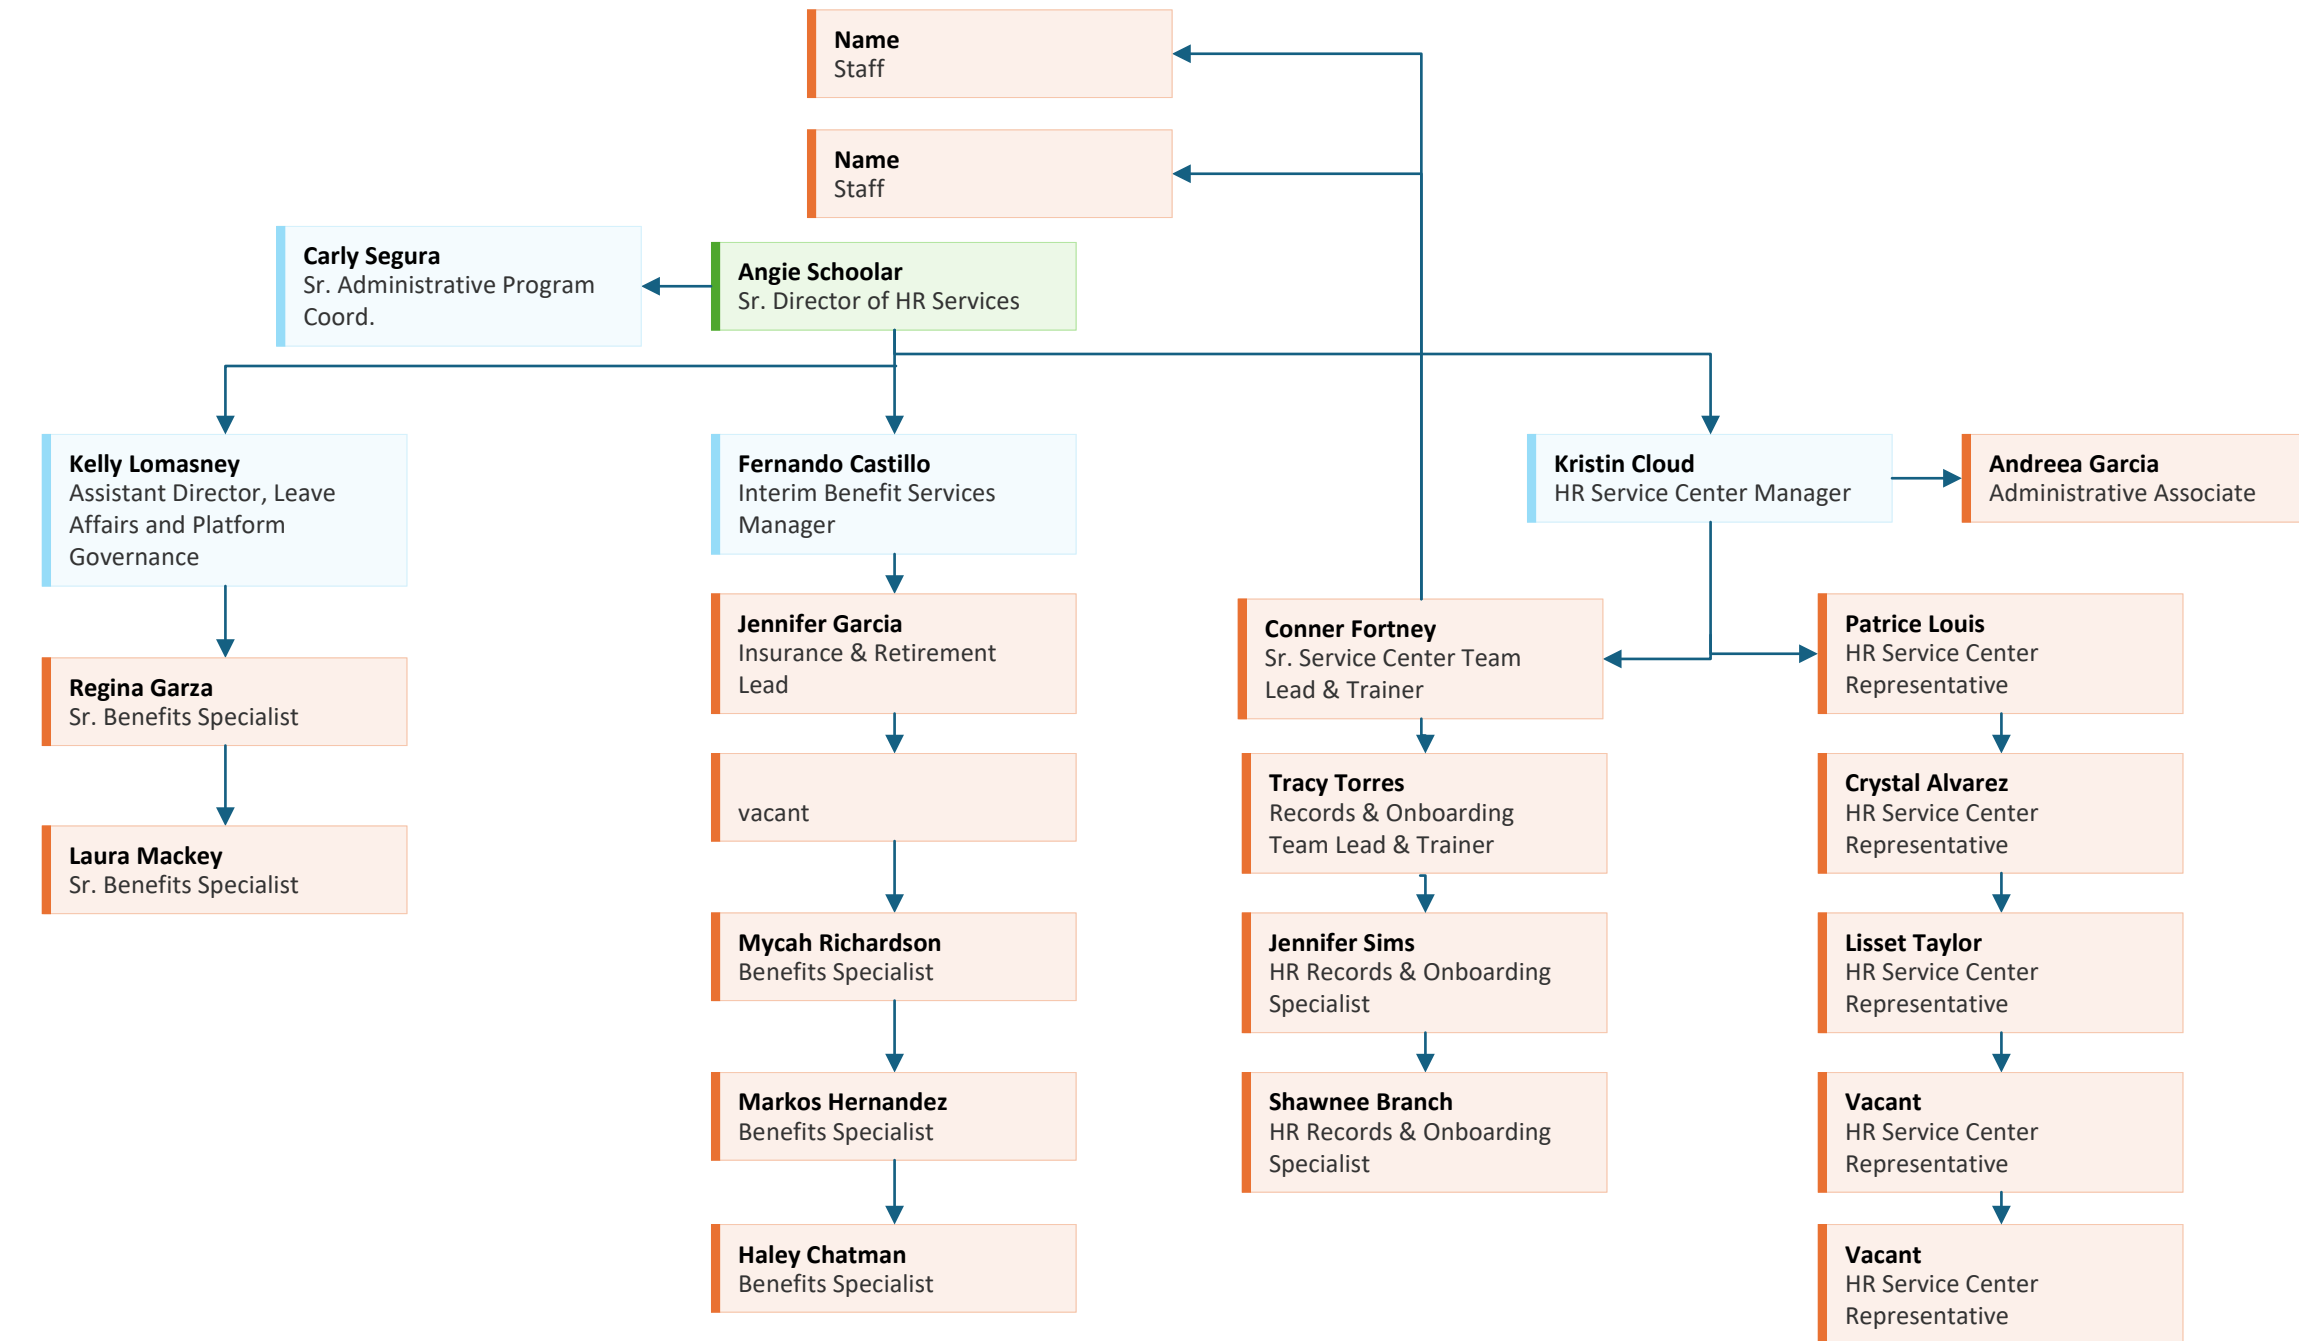 Name
Staff
Name
Staff
Carly Segura
Sr. Administrative Program
Coord.
Angie Schoolar
Sr. Director of HR Services
Kelly Lomasney
Assistant Director, Leave
Affairs and Platform
Governance
Fernando Castillo
Interim Benefit Services
Manager
Kristin Cloud
HR Service Center Manager
Andreea Garcia
Administrative Associate
Regina Garza
Sr. Benefits Specialist
Laura Mackey
Sr. Benefits Specialist
Jennifer Garcia
Insurance & Retirement
Lead
vacant
Mycah Richardson
Benefits Specialist
Markos Hernandez
Benefits Specialist
Haley Chatman
Benefits Specialist
Conner Fortney
Sr. Service Center Team
Lead & Trainer
Tracy Torres
Records & Onboarding
Team Lead & Trainer
Jennifer Sims
HR Records & Onboarding
Specialist
Shawnee Branch
HR Records & Onboarding
Specialist
Patrice Louis
HR Service Center
Representative
Crystal Alvarez
HR Service Center
Representative
Lisset Taylor
HR Service Center
Representative
Vacant
HR Service Center
Representative
Vacant
HR Service Center
Representative